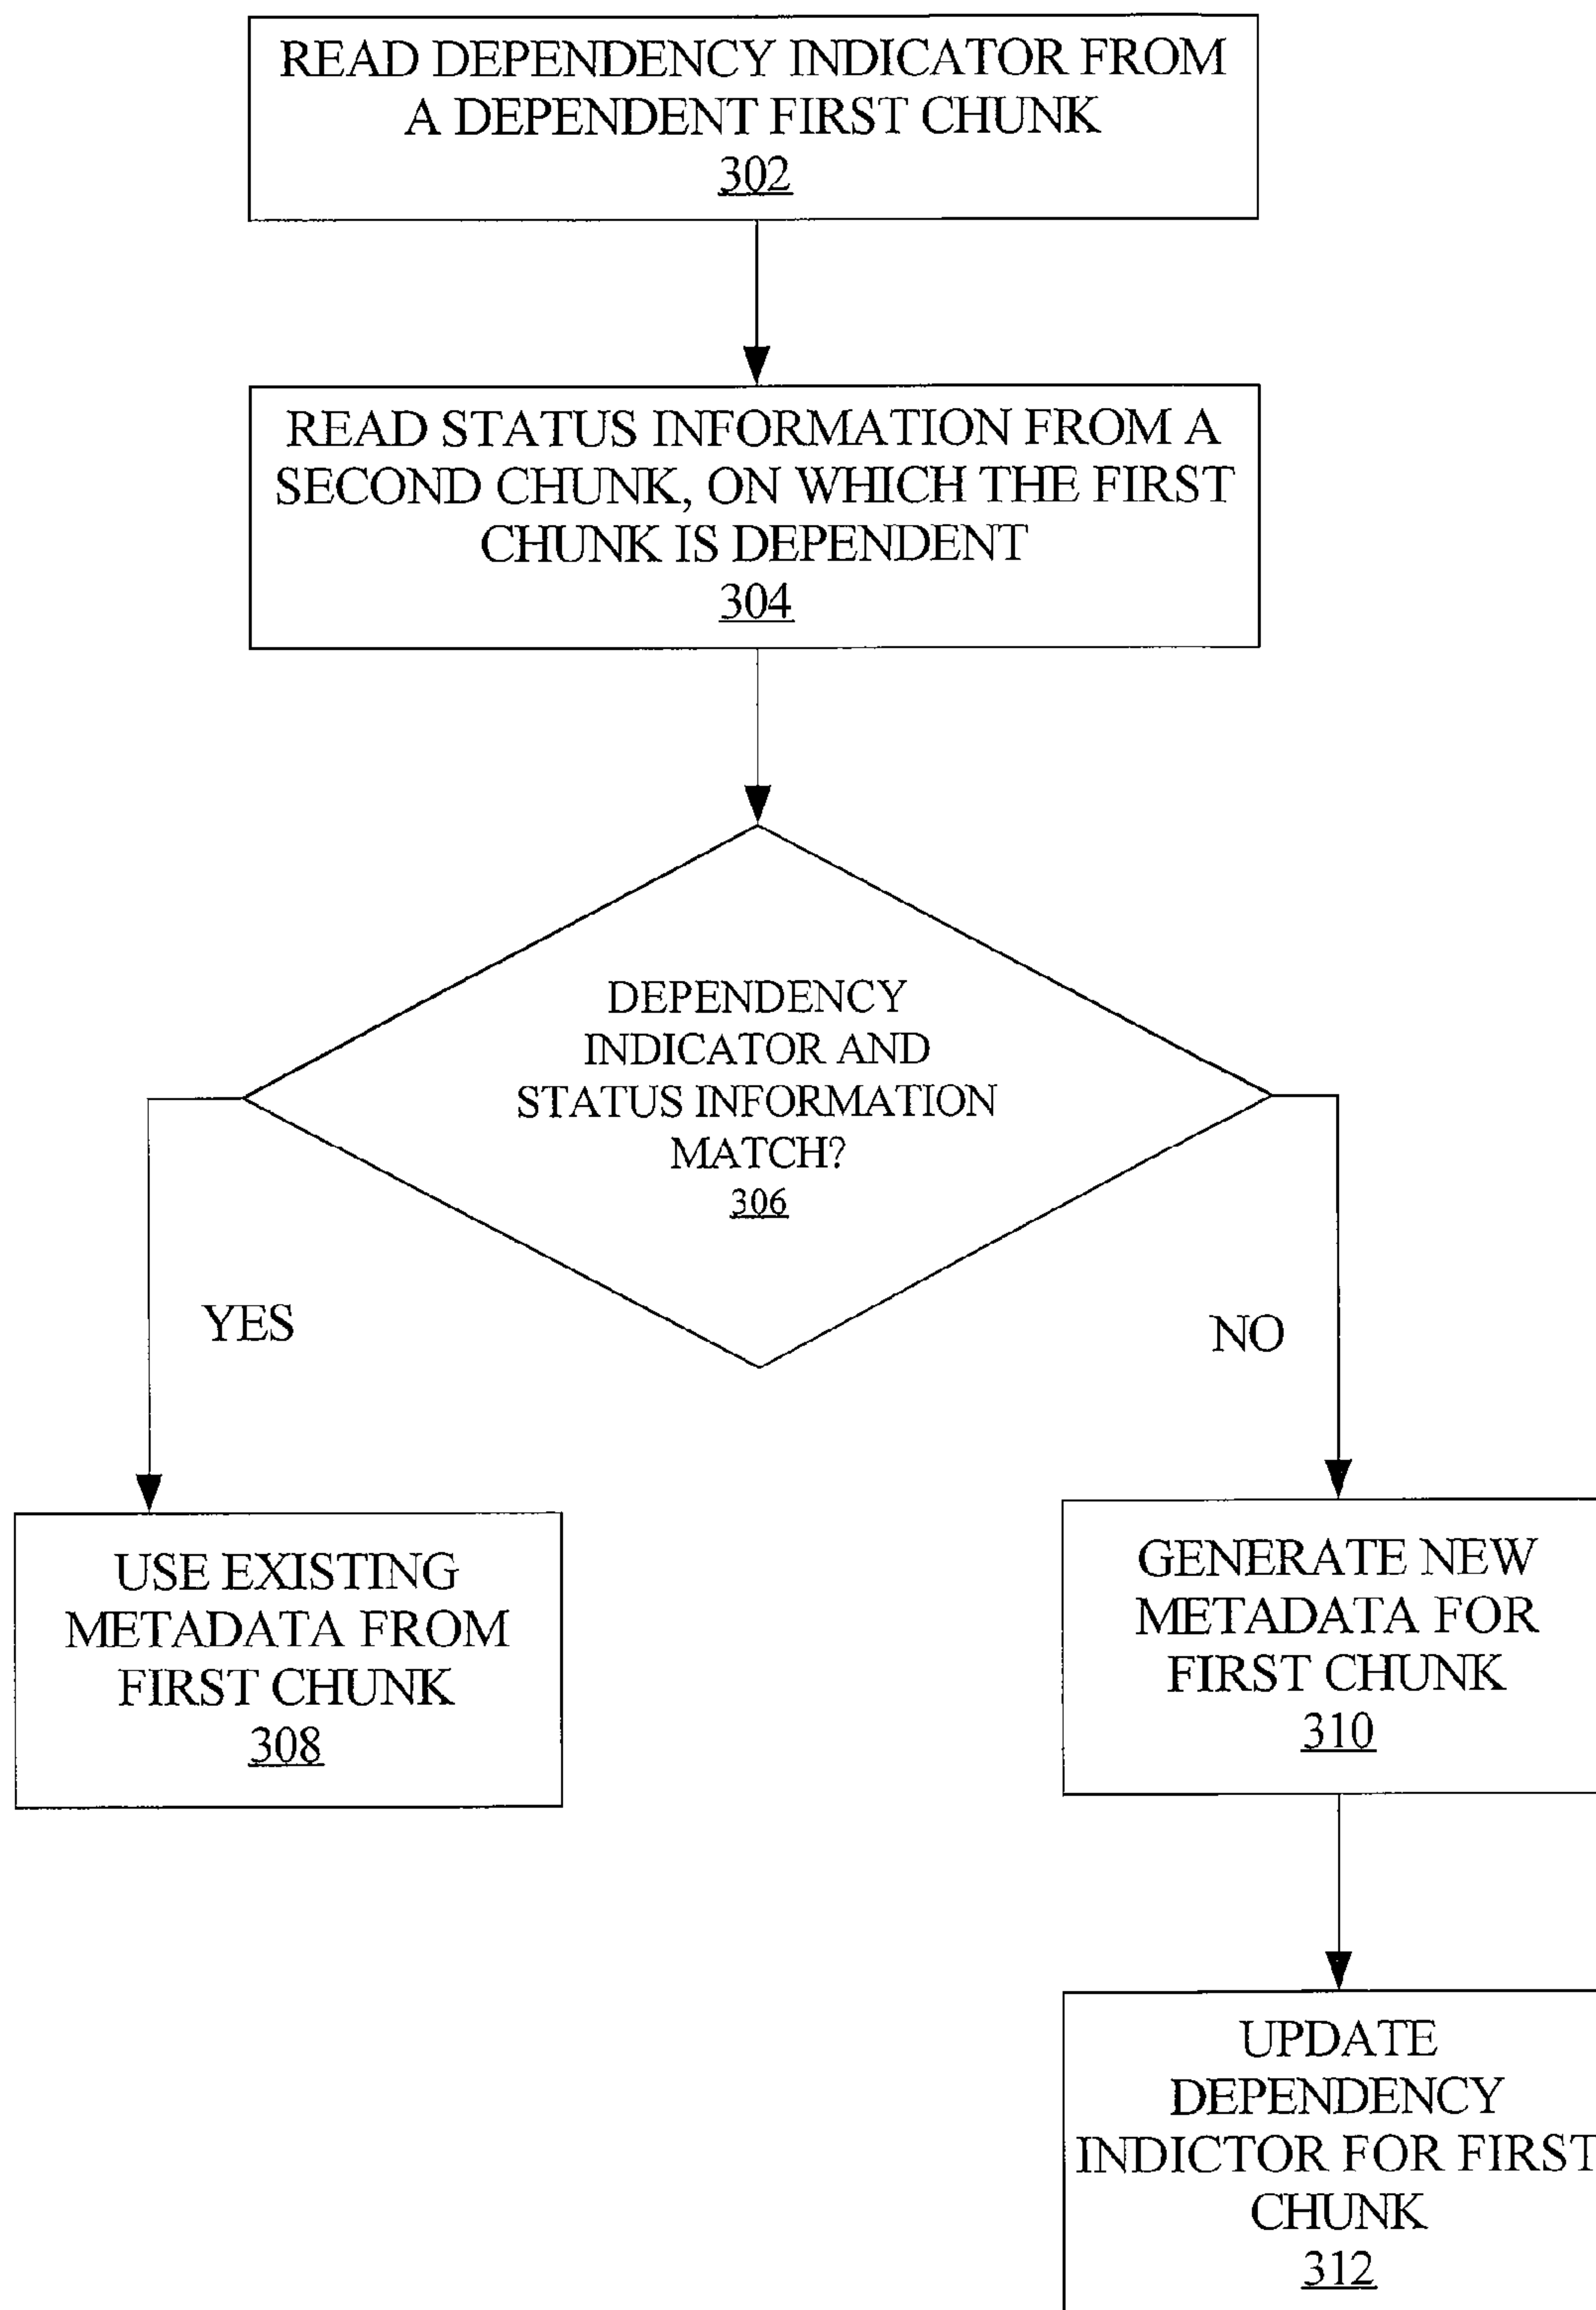 READ DEPENDENCY INDICATOR FROM
A DEPENDENT FIRST CHUNK
302
READ STATUS INFORMATION FROM A
SECOND CHUNK, ON WHICH THE FIRST
CHUNK IS DEPENDENT
304
DEPENDENCY
INDICATOR AND
STATUS INFORMATION
MATCH?
306
YES
NO
USE EXISTING
METADATA FROM
FIRST CHUNK
308
GENERATE NEW
METADATA FOR
FIRST CHUNK
310
UPDATE
DEPENDENCY
INDICTOR FOR FIRST
CHUNK
312